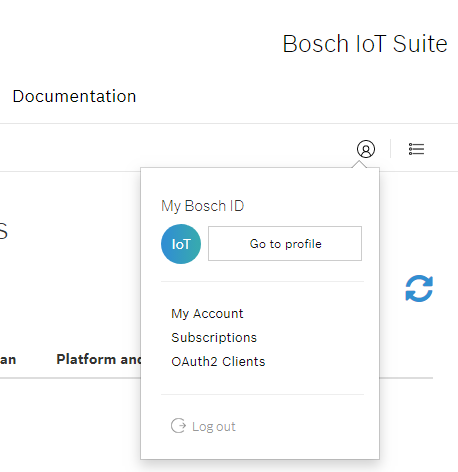 Bosch IoT Suite
Documentation
My Bosch ID
S
IoT
Go to profile
My Account
Subscriptions
OAuth2 Clients
an
Platform and
Log out